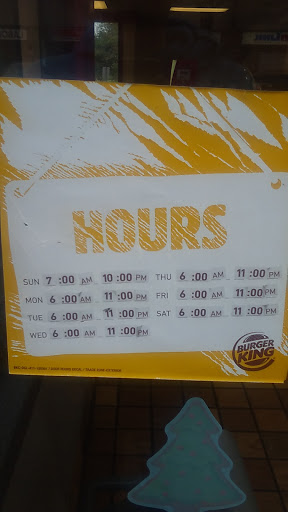 HOURS
SUN 7 :00 AM 10 :00 PM
MON 6 :00 AM 11 :00 PM
TUE 6 :00 AM 11 :00 PM
WED 6 :00 AM 11 :00 PM
THU 6 :00 AM 11 :00 PM
FRI 6 :00 AM 11 :00 PM
SAT 6 :00 AM 11 :00 PM
BURGER
KING